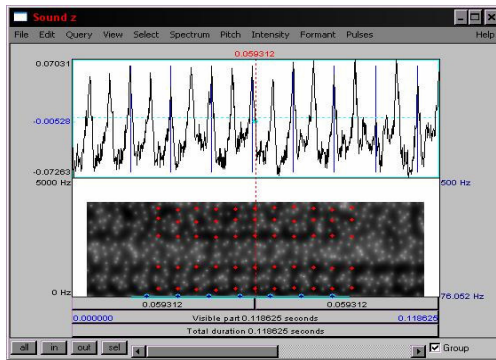 Sound z
File Edit Query View Select Spectrum Pitch Intensity Formant Pulses Help
0.059312
0.07031
-0.00528
-0.07263
5000 Hz 500 Hz
0 Hz 76.052 Hz
0.059312 0.059312
0.000000 Visible part 0.118625 seconds 0.118625
Total duration 0.118625 seconds
all in out sel Group